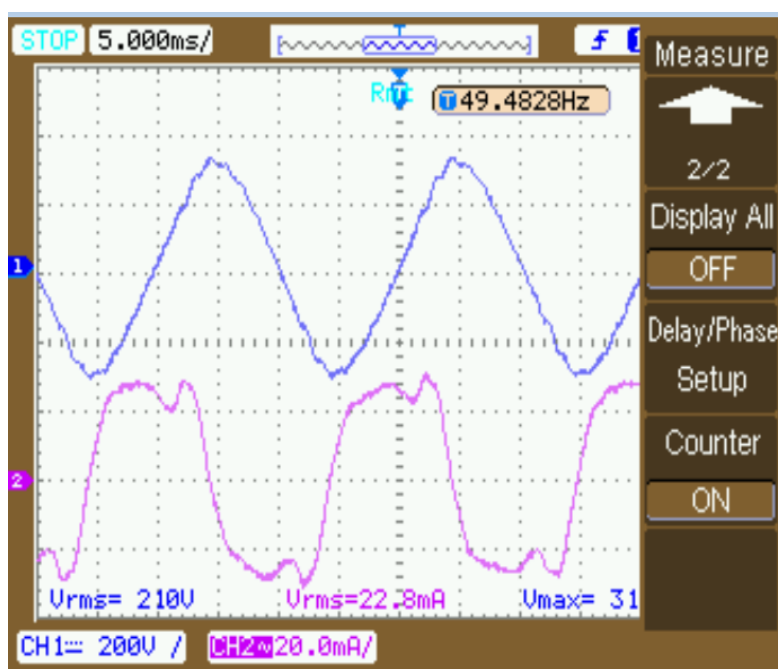 STOP 5.000ms/
49.4828Hz
Measure
2/2
Display All
OFF
Delay/Phase
Setup
Counter
ON
1
2
Vrms= 210V Vrms=22.8mA Vmax= 31
CH1 200V / CH2 20.0mA/